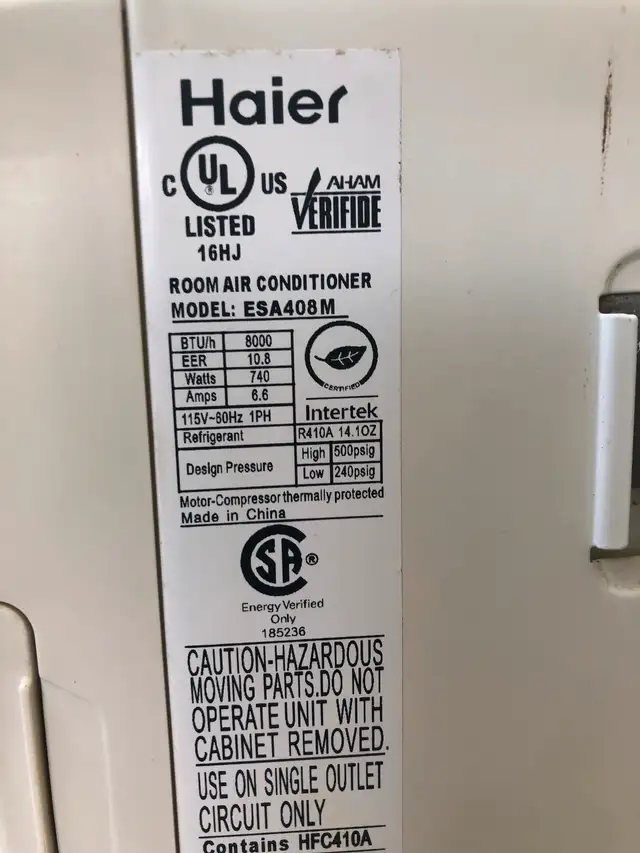 Haier
C UL US
®
LISTED
16HJ
AHAM
VERIFIDE
ROOM AIR CONDITIONER
MODEL: ESA408M
BTU/h 8000
EER 10.8
Watts 740
Amps 6.6
115V~60Hz 1PH
CERTIFIED
Intertek
Refrigerant R410A 14.1OZ
Design Pressure High 500psig
Low 240psig
Motor-Compressor thermally protected
Made in China
SA ®
Energy Verified
Only
185236
CAUTION-HAZARDOUS
MOVING PARTS.DO NOT
OPERATE UNIT WITH
CABINET REMOVED.
USE ON SINGLE OUTLET
CIRCUIT ONLY
Contains HFC410A